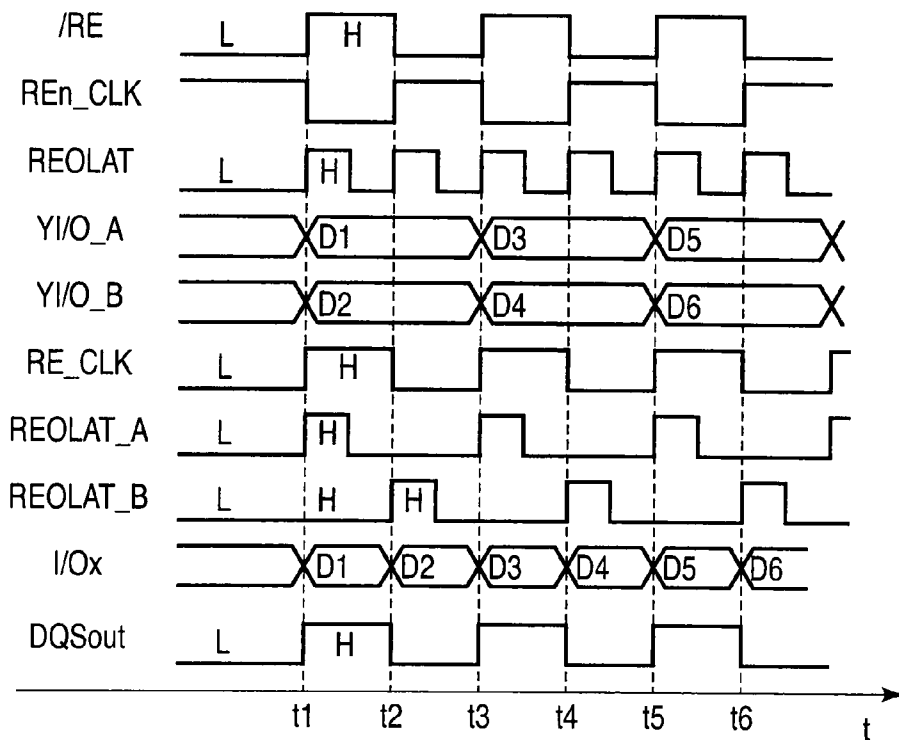 /RE L H
REn_CLK
REOLAT L H
YI/O_A D1 D3 D5
YI/O_B D2 D4 D6
RE_CLK L H
REOLAT_A L H
REOLAT_B L H H
I/Ox D1 D2 D3 D4 D5 D6
DQSout L H
t1 t2 t3 t4 t5 t6 t